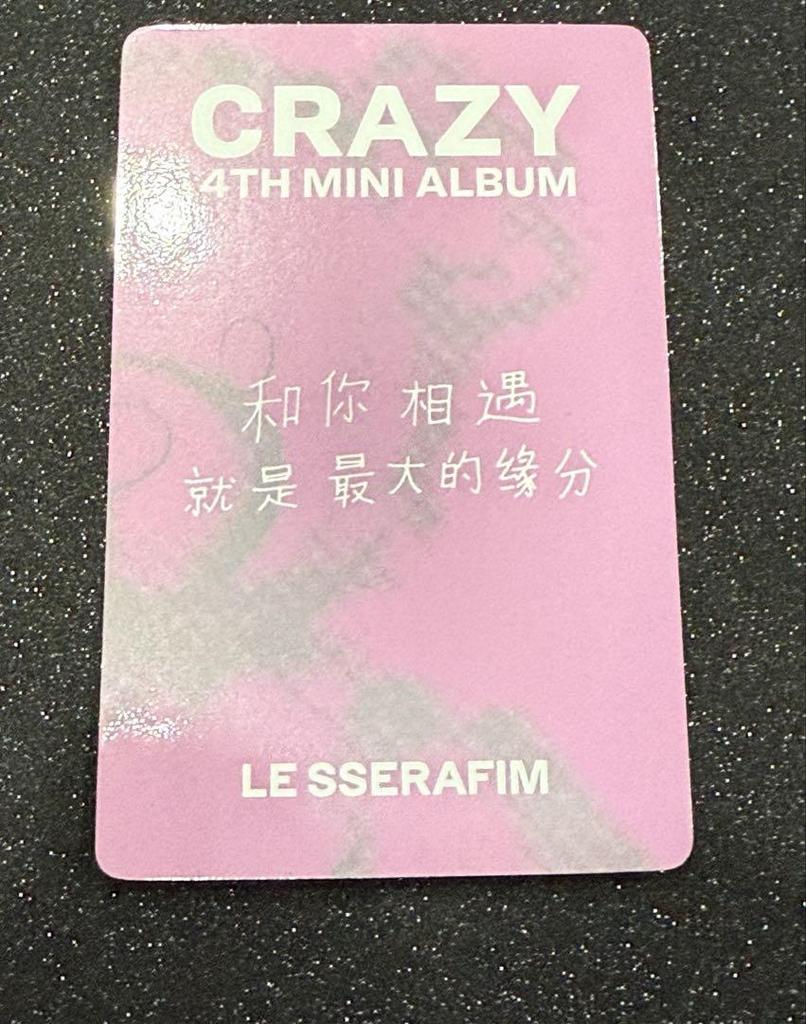 CRAZY
4TH MINI ALBUM
和你 相遇
就是 最大的缘分
LE SSERAFIM